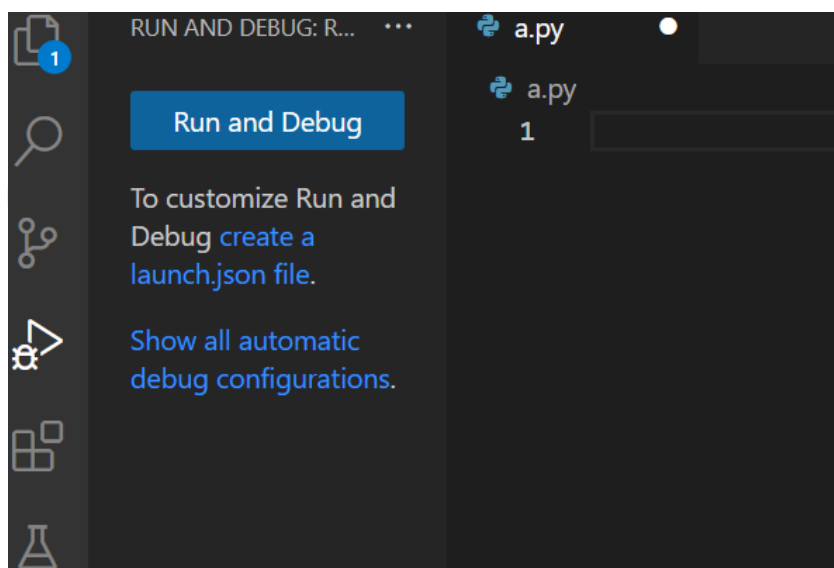 RUN AND DEBUG: R... ···
a.py
1
Run and Debug
To customize Run and
Debug create a
launch.json file.
Show all automatic
debug configurations.
a.py
1